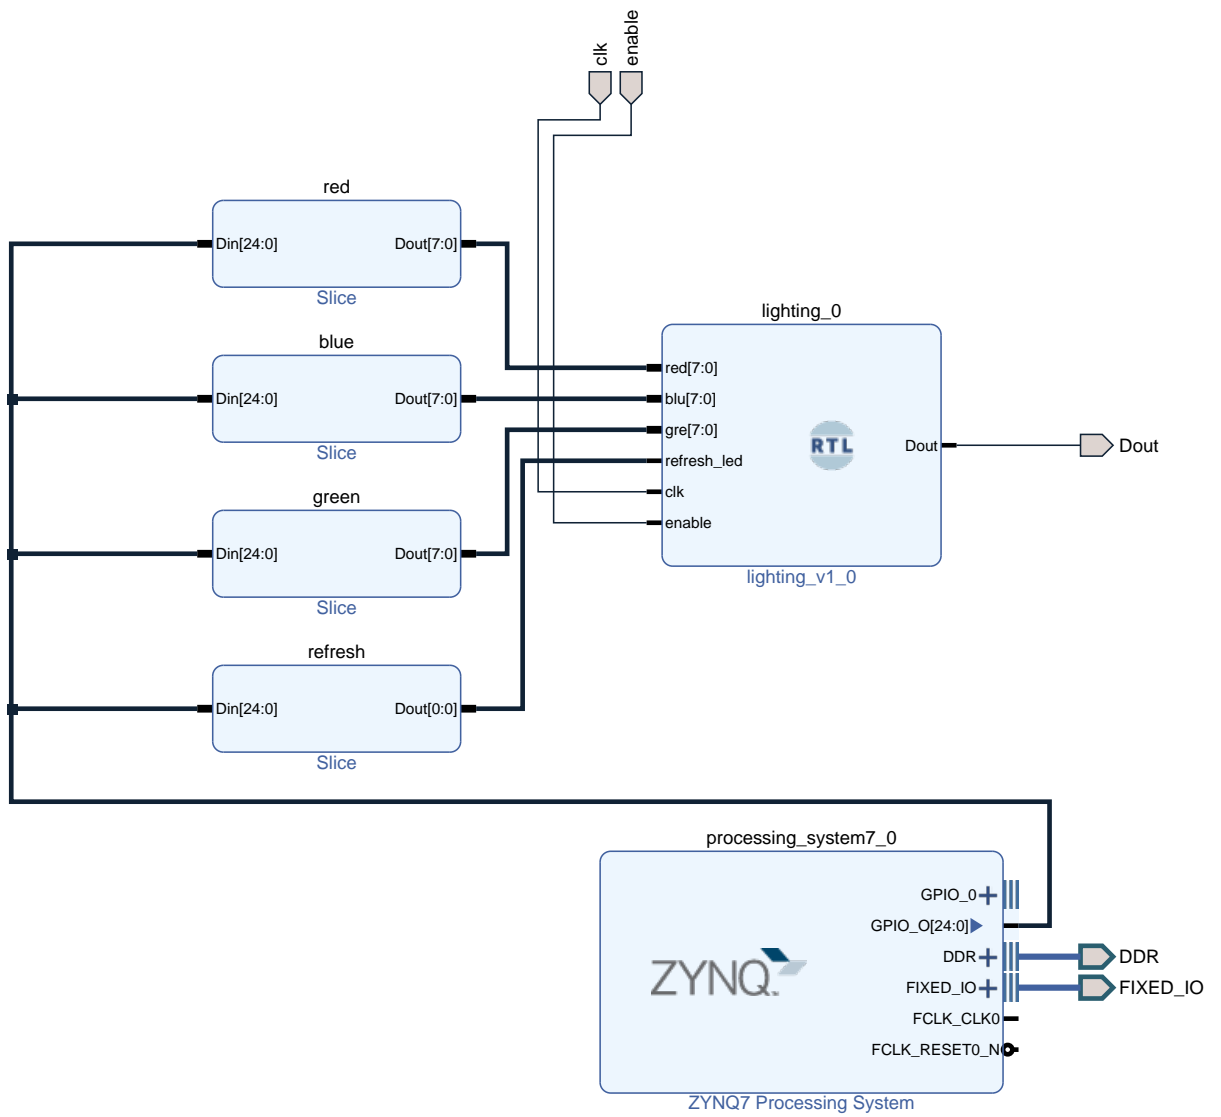 clk
enable
red
Din[24:0] Dout[7:0]
Slice
blue
Din[24:0] Dout[7:0]
Slice
green
Din[24:0] Dout[7:0]
Slice
refresh
Din[24:0] Dout[0:0]
Slice
lighting_0
red[7:0]
blu[7:0]
gre[7:0]
refresh_led
clk
enable
RTL
Dout
lighting_v1_0
Dout
processing_system7_0
GPIO_0
GPIO_O[24:0]
DDR
FIXED_IO
FCLK_CLK0
FCLK_RESET0_N
ZYNQ
ZYNQ7 Processing System
DDR
FIXED_IO